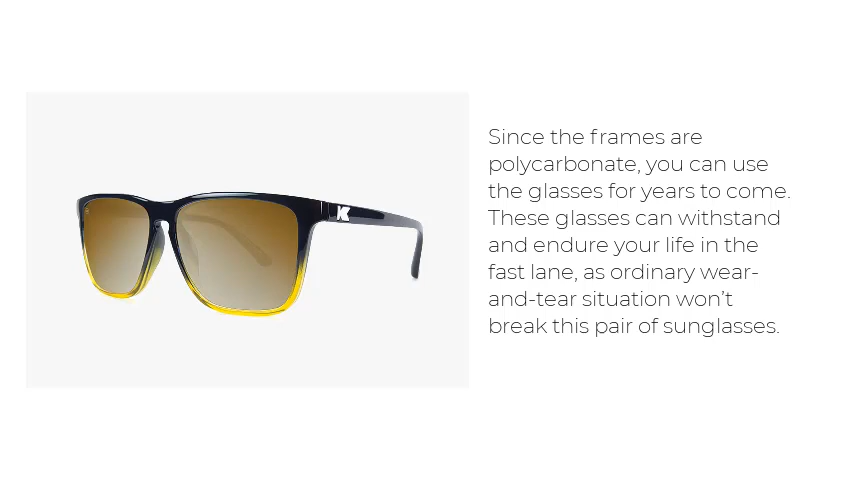 Since the frames are
polycarbonate, you can use
the glasses for years to come.
These glasses can withstand
and endure your life in the
fast lane, as ordinary wear-
and-tear situation won’t
break this pair of sunglasses.
K